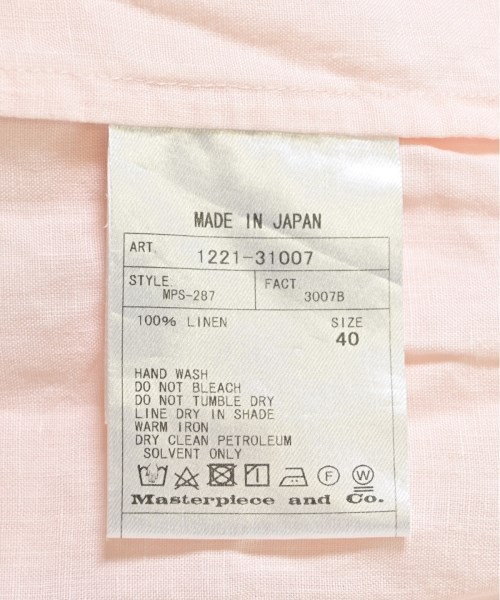 MADE IN JAPAN
ART. 1221-31007
STYLE MPS-287 FACT 3007B
100% LINEN SIZE
40
HAND WASH
DO NOT BLEACH
DO NOT TUMBLE DRY
LINE DRY IN SHADE
WARM IRON
DRY CLEAN PETROLEUM
SOLVENT ONLY
F W
Masterpiece and Co.